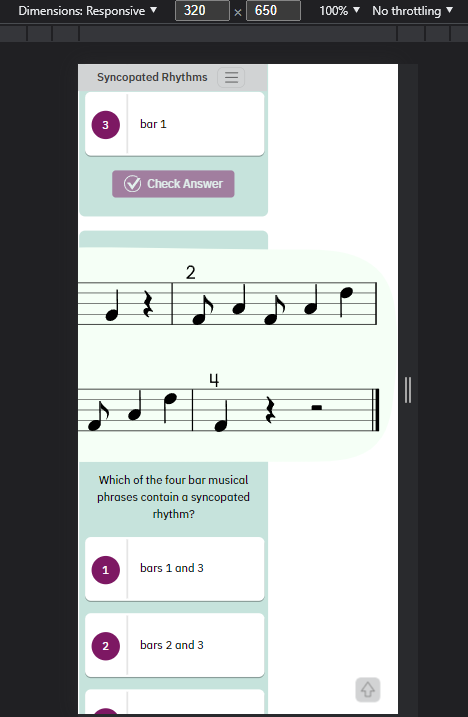 Dimensions: Responsive 320 × 650 100% No throttling
Syncopated Rhythms
3 bar 1
Check Answer
2
4
Which of the four bar musical
phrases contain a syncopated
rhythm?
1 bars 1 and 3
2 bars 2 and 3